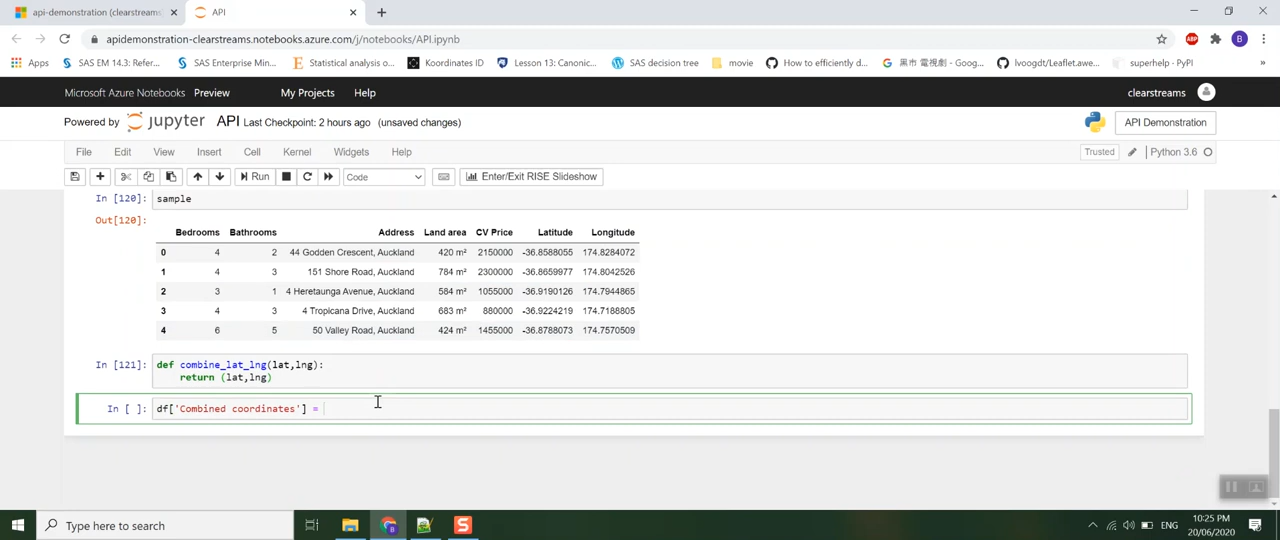 api-demonstration (clearstreams)
API
apidemonstration-clearstreams.notebooks.azure.com/j/notebooks/API.ipynb
ABP
B
Apps
SAS EM 14.3: Refer...
SAS Enterprise Min...
Statistical analysis o...
Koordinates ID
Lesson 13: Canonic...
SAS decision tree
movie
How to efficiently d...
黑市 電視劇 - Goog...
lvoogdt/Leaflet.awe...
superhelp · PyPI
Microsoft Azure Notebooks Preview My Projects Help clearstreams
Powered by jupyter API Last Checkpoint: 2 hours ago (unsaved changes) API Demonstration
File Edit View Insert Cell Kernel Widgets Help Trusted Python 3.6
Run Code Enter/Exit RISE Slideshow
In [120]: sample
Out[120]:
Bedrooms Bathrooms Address Land area CV Price Latitude Longitude
0 4 2 44 Godden Crescent, Auckland 420 m² 2150000 -36.8588055 174.8284072
1 4 3 151 Shore Road, Auckland 784 m² 2300000 -36.8659977 174.8042526
2 3 1 4 Heretaunga Avenue, Auckland 584 m² 1055000 -36.9190126 174.7944865
3 4 3 4 Tropicana Drive, Auckland 683 m² 880000 -36.9224219 174.7188805
4 6 5 50 Valley Road, Auckland 424 m² 1455000 -36.8788073 174.7570509
In [121]: def combine_lat_lng(lat,lng):
return (lat,lng)
In [ ]: df['Combined coordinates'] =
Type here to search
B
S
ENG
10:25 PM
20/06/2020